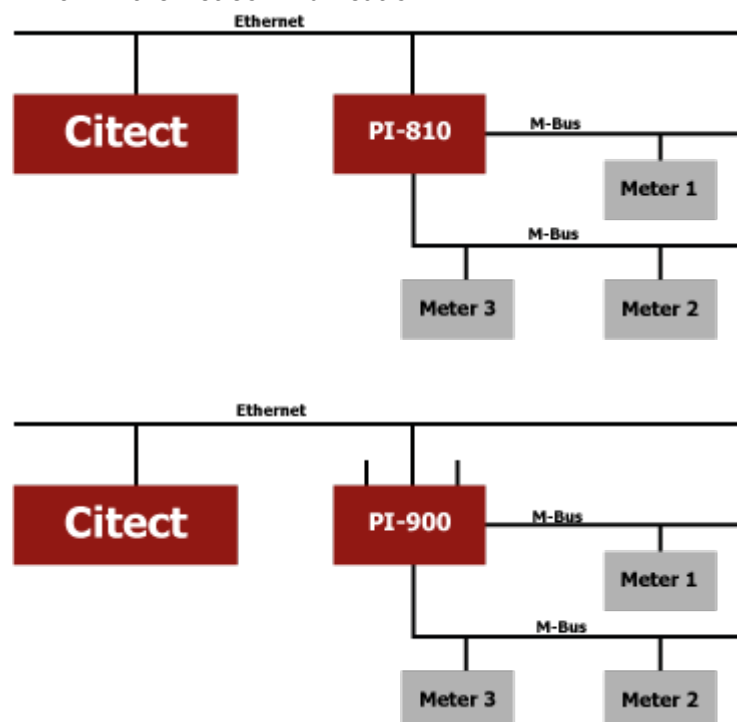 Ethernet
Citect
PI-810
M-Bus
Meter 1
M-Bus
Meter 3
Meter 2
Ethernet
Citect
PI-900
M-Bus
Meter 1
M-Bus
Meter 3
Meter 2